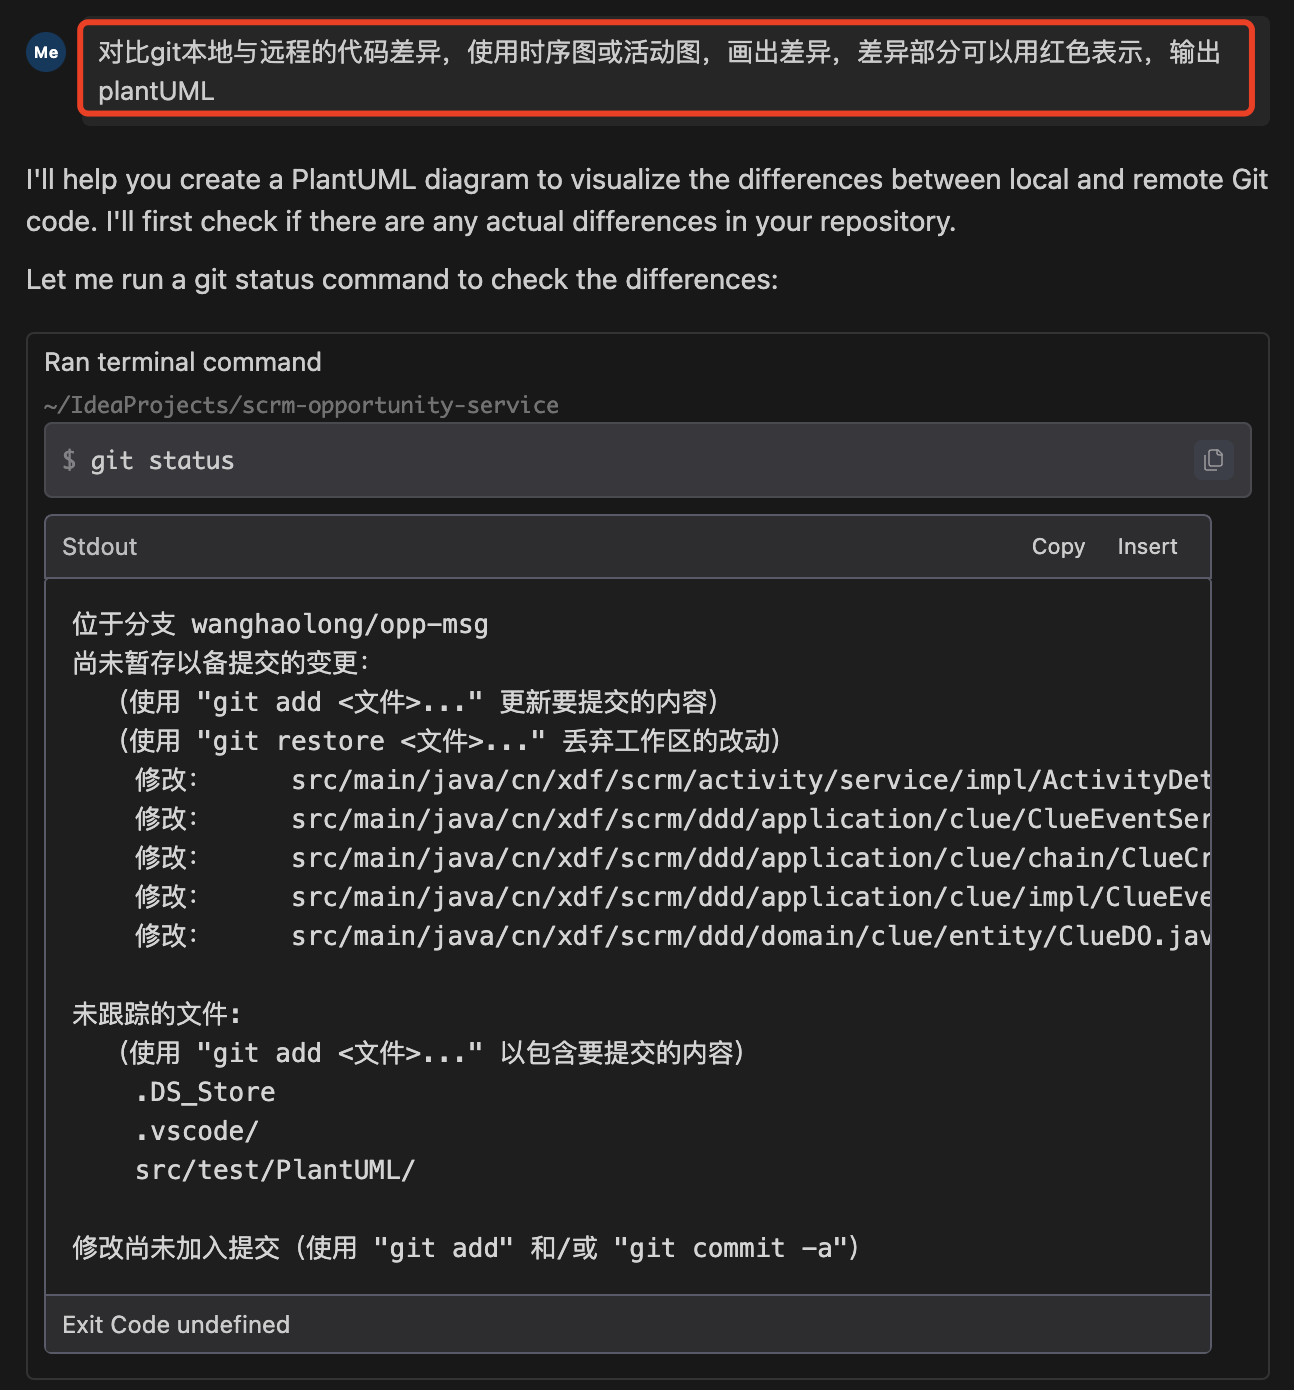 Me
对比git本地与远程的代码差异，使用时序图或活动图，画出差异，差异部分可以用红色表示，输出
plantUML
I'll help you create a PlantUML diagram to visualize the differences between local and remote Git
code. I'll first check if there are any actual differences in your repository.
Let me run a git status command to check the differences:
Ran terminal command
~/IdeaProjects/scrm-opportunity-service
$ git status
Stdout Copy Insert
位于分支 wanghaolong/opp-msg
尚未暂存以备提交的变更：
（使用 "git add <文件>..." 更新要提交的内容）
（使用 "git restore <文件>..." 丢弃工作区的改动）
修改： src/main/java/cn/xdf/scrm/activity/service/impl/ActivityDet
修改： src/main/java/cn/xdf/scrm/ddd/application/clue/ClueEventSer
修改： src/main/java/cn/xdf/scrm/ddd/application/clue/chain/ClueCr
修改： src/main/java/cn/xdf/scrm/ddd/application/clue/impl/ClueEve
修改： src/main/java/cn/xdf/scrm/ddd/domain/clue/entity/ClueDO.jav
未跟踪的文件:
（使用 "git add <文件>..." 以包含要提交的内容）
.DS_Store
.vscode/
src/test/PlantUML/
修改尚未加入提交（使用 "git add" 和/或 "git commit -a"）
Exit Code undefined